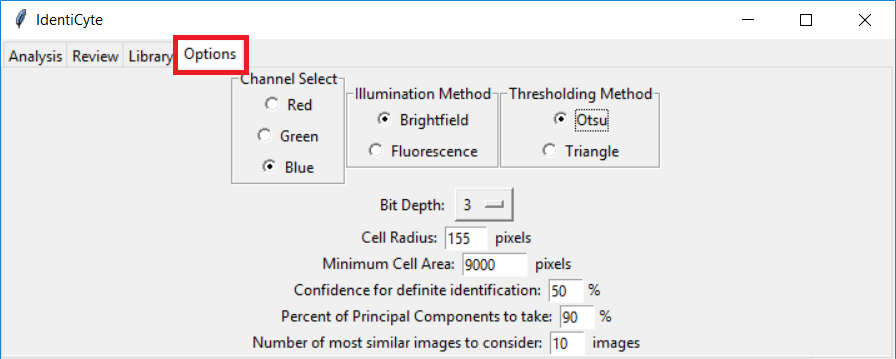 IdentiCyte
Analysis Review Library Options
Channel Select
Red
Green
Blue
Illumination Method
Brightfield
Fluorescence
Thresholding Method
Otsu
Triangle
Bit Depth: 3
Cell Radius: 155 pixels
Minimum Cell Area: 9000 pixels
Confidence for definite identification: 50 %
Percent of Principal Components to take: 90 %
Number of most similar images to consider: 10 images